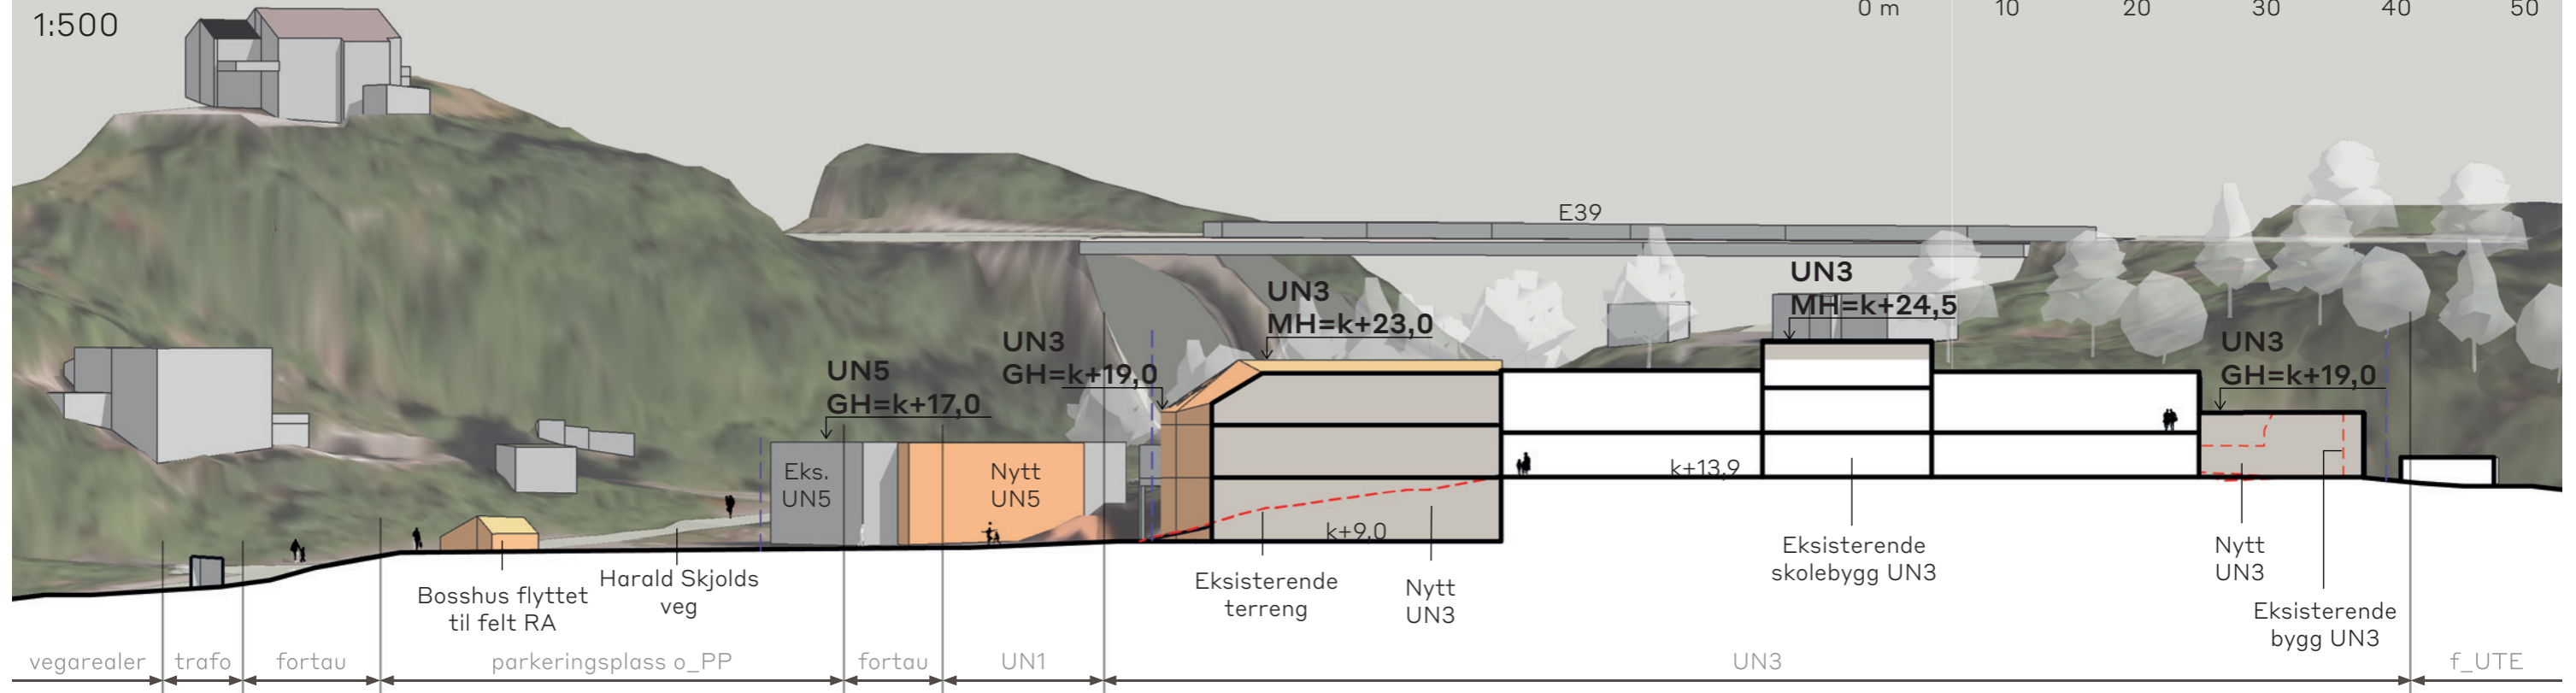 1:500
0 m 10 20 30 40 50
E39
UN3
MH=k+24,5
UN3
MH=k+23,0
UN3
GH=k+19,0
UN3
GH=k+19,0
UN5
GH=k+17,0
Eks.
UN5
Nytt
UN5
k+13,9
k+9,0
Bosshus flyttet
til felt RA
Harald Skjolds
veg
Eksisterende
terreng
Nytt
UN3
Eksisterende
skolebygg UN3
Nytt
UN3
Eksisterende
bygg UN3
vegarealer trafo fortau parkeringsplass o_PP fortau UN1 UN3 f_UTE